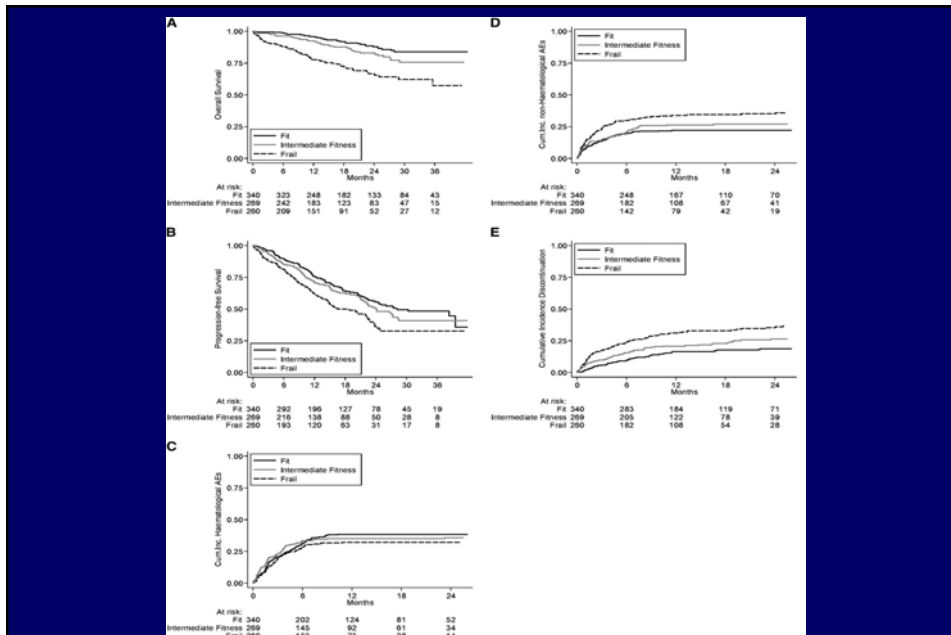 A
1.00
0.75
0.50
0.25
0.00
Overall Survival
Fit
Intermediate Fitness
Frail
0 6 12 18 24 30 36
Months
At risk:
Fit 340 323 248 182 133 84 43
Intermediate Fitness 269 242 183 123 83 47 15
Frail 260 209 151 91 52 27 12
B
1.00
0.75
0.50
0.25
0.00
Progression-free Survival
Fit
Intermediate Fitness
Frail
0 6 12 18 24 30 36
Months
At risk:
Fit 340 292 196 127 78 45 19
Intermediate Fitness 269 216 138 88 50 28 8
Frail 260 193 120 63 31 17 8
C
1.00
0.75
0.50
0.25
0.00
Cum.Inc. Haematological AEs
Fit
Intermediate Fitness
Frail
0 6 12 18 24
Months
At risk:
Fit 340 202 124 81 52
Intermediate Fitness 269 145 92 61 34
D
1.00
0.75
0.50
0.25
0.00
Cum.Inc. non-Haematological AEs
Fit
Intermediate Fitness
Frail
0 6 12 18 24
Months
At risk:
Fit 340 248 167 110 70
Intermediate Fitness 269 182 108 67 41
Frail 260 142 79 42 19
E
1.00
0.75
0.50
0.25
0.00
Cumulative Incidence Discontinuation
Fit
Intermediate Fitness
Frail
0 6 12 18 24
Months
At risk:
Fit 340 283 184 119 71
Intermediate Fitness 269 205 122 78 39
Frail 260 182 108 54 28